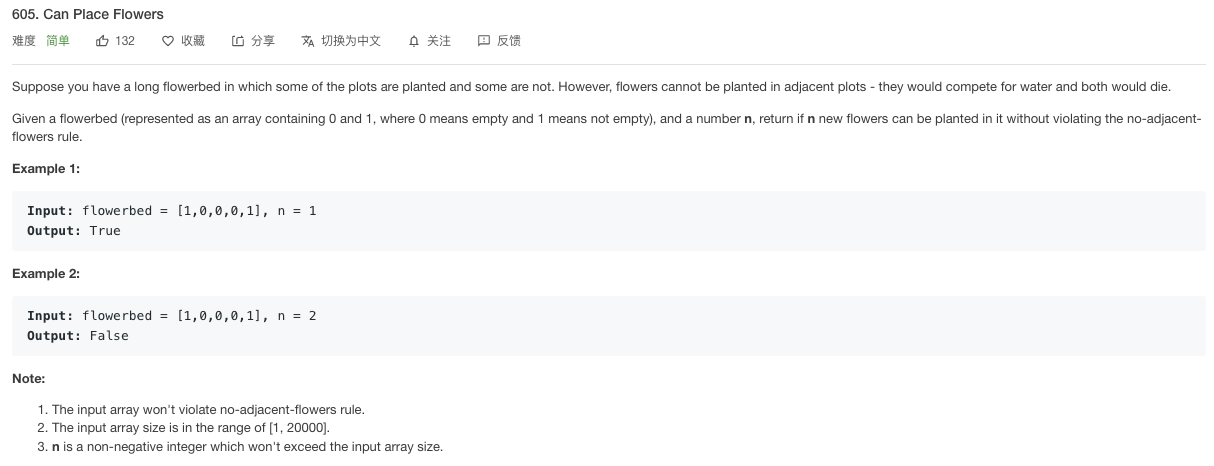 605. Can Place Flowers
难度 简单 132 收藏 分享 切换为中文 关注 反馈
Suppose you have a long flowerbed in which some of the plots are planted and some are not. However, flowers cannot be planted in adjacent plots - they would compete for water and both would die.
Given a flowerbed (represented as an array containing 0 and 1, where 0 means empty and 1 means not empty), and a number n, return if n new flowers can be planted in it without violating the no-adjacent-
flowers rule.
Example 1:
Input: flowerbed = [1,0,0,0,1], n = 1
Output: True
Example 2:
Input: flowerbed = [1,0,0,0,1], n = 2
Output: False
Note:
1. The input array won't violate no-adjacent-flowers rule.
2. The input array size is in the range of [1, 20000].
3. n is a non-negative integer which won't exceed the input array size.